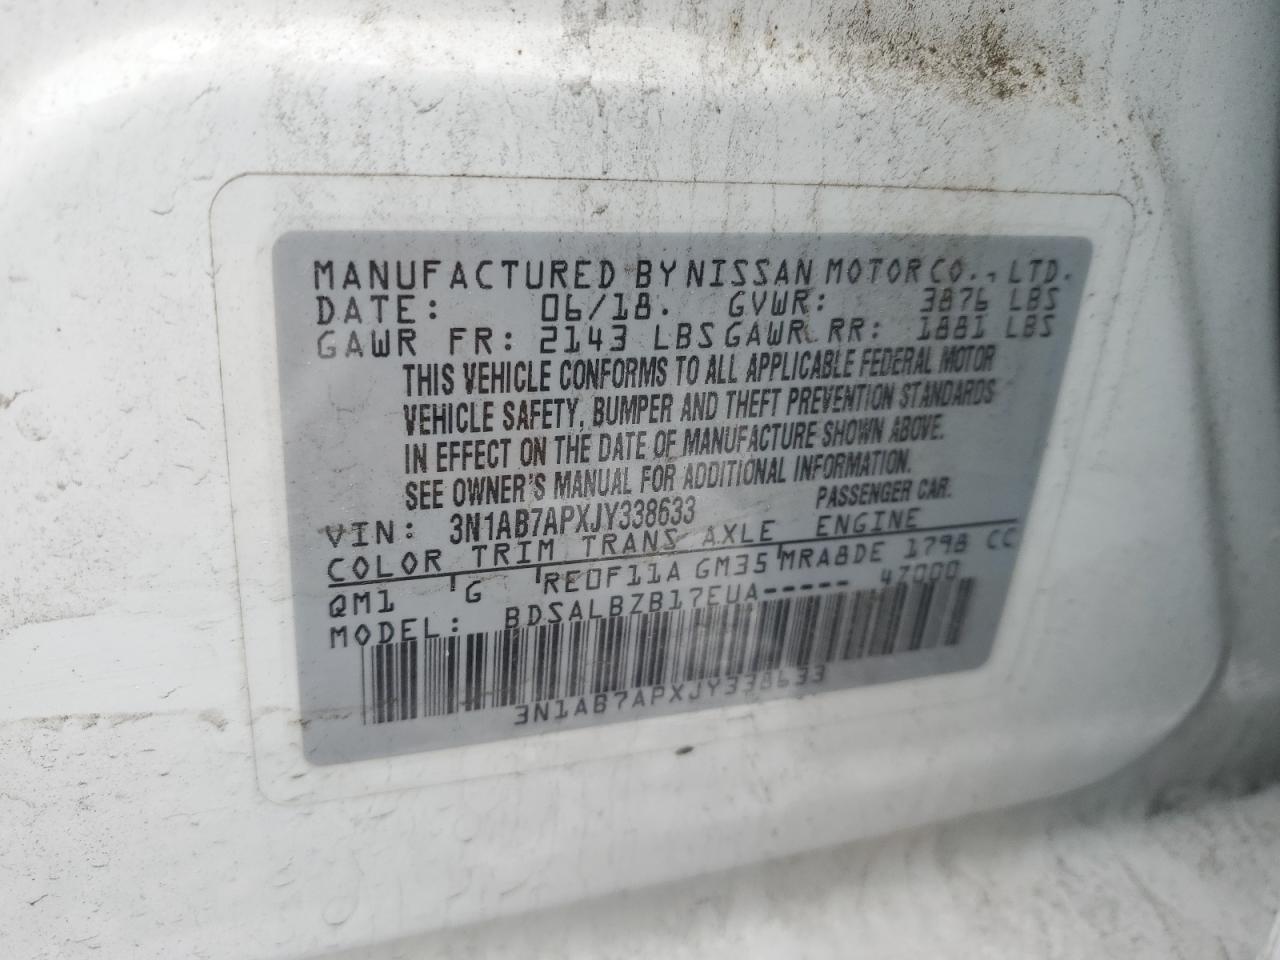 MANUFACTURED BY NISSAN MOTOR CO., LTD.
DATE: 06/18. GVWR: 3876 LBS
GAWR FR: 2143 LBS GAWR RR: 1881 LBS
THIS VEHICLE CONFORMS TO ALL APPLICABLE FEDERAL MOTOR
VEHICLE SAFETY, BUMPER AND THEFT PREVENTION STANDARDS
IN EFFECT ON THE DATE OF MANUFACTURE SHOWN ABOVE.
SEE OWNER'S MANUAL FOR ADDITIONAL INFORMATION.
VIN: 3N1AB7APXJY338633 PASSENGER CAR.
COLOR TRIM TRANS AXLE ENGINE
QM1 G RE0F11A GM35 MRA8DE 1798 CC
MODEL: BDSALBZB17EUA----- 47000
3N1AB7APXJY338633